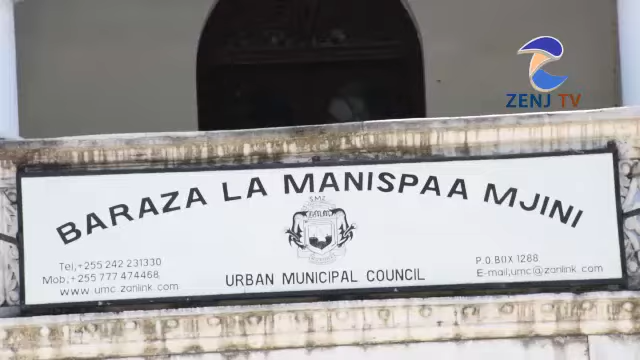 ZENJ TV
BARAZA LA MANISPAA MJINI
S.M.Z
Tel,+255 242 231330
Mob,+255 777 474468
www.umc.zanlink.com
URBAN MUNICIPAL COUNCIL
P.O.BOX 1288
E-mail,umc@zanlink.com